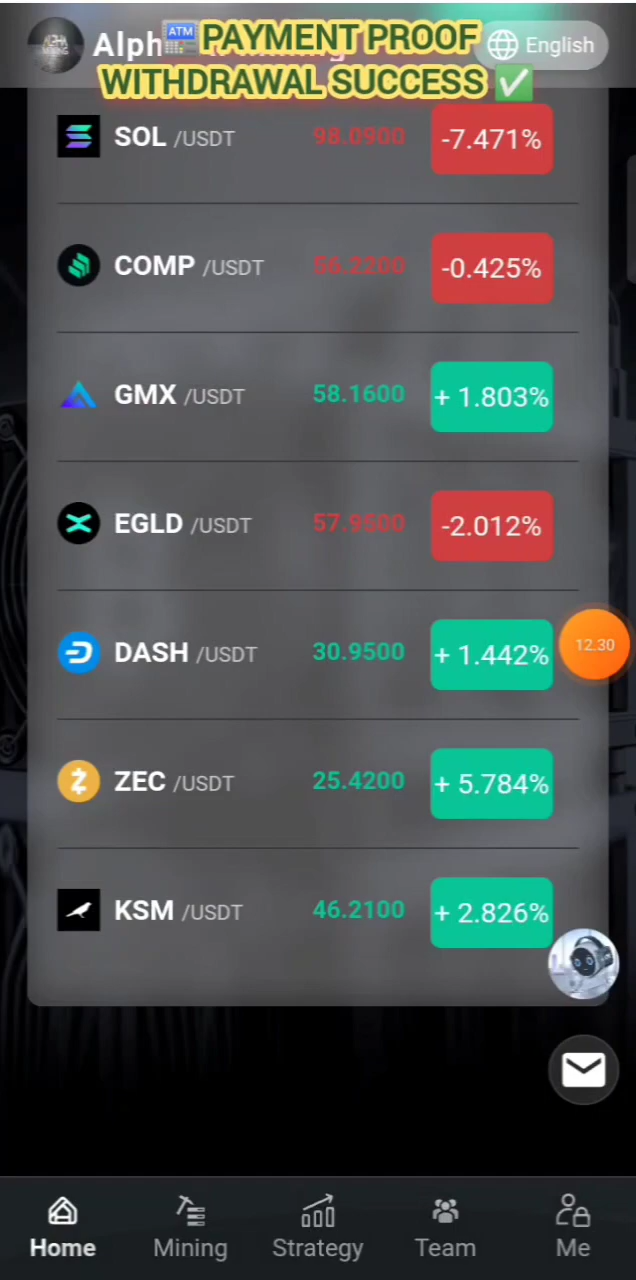 Alph
ATM PAYMENT PROOF
WITHDRAWAL SUCCESS ✅
English
SOL /USDT 98.0900 -7.471%
COMP /USDT 56.2200 -0.425%
GMX /USDT 58.1600 + 1.803%
EGLD /USDT 57.9500 -2.012%
DASH /USDT 30.9500 + 1.442%
12.30
ZEC /USDT 25.4200 + 5.784%
KSM /USDT 46.2100 + 2.826%
Home Mining Strategy Team Me